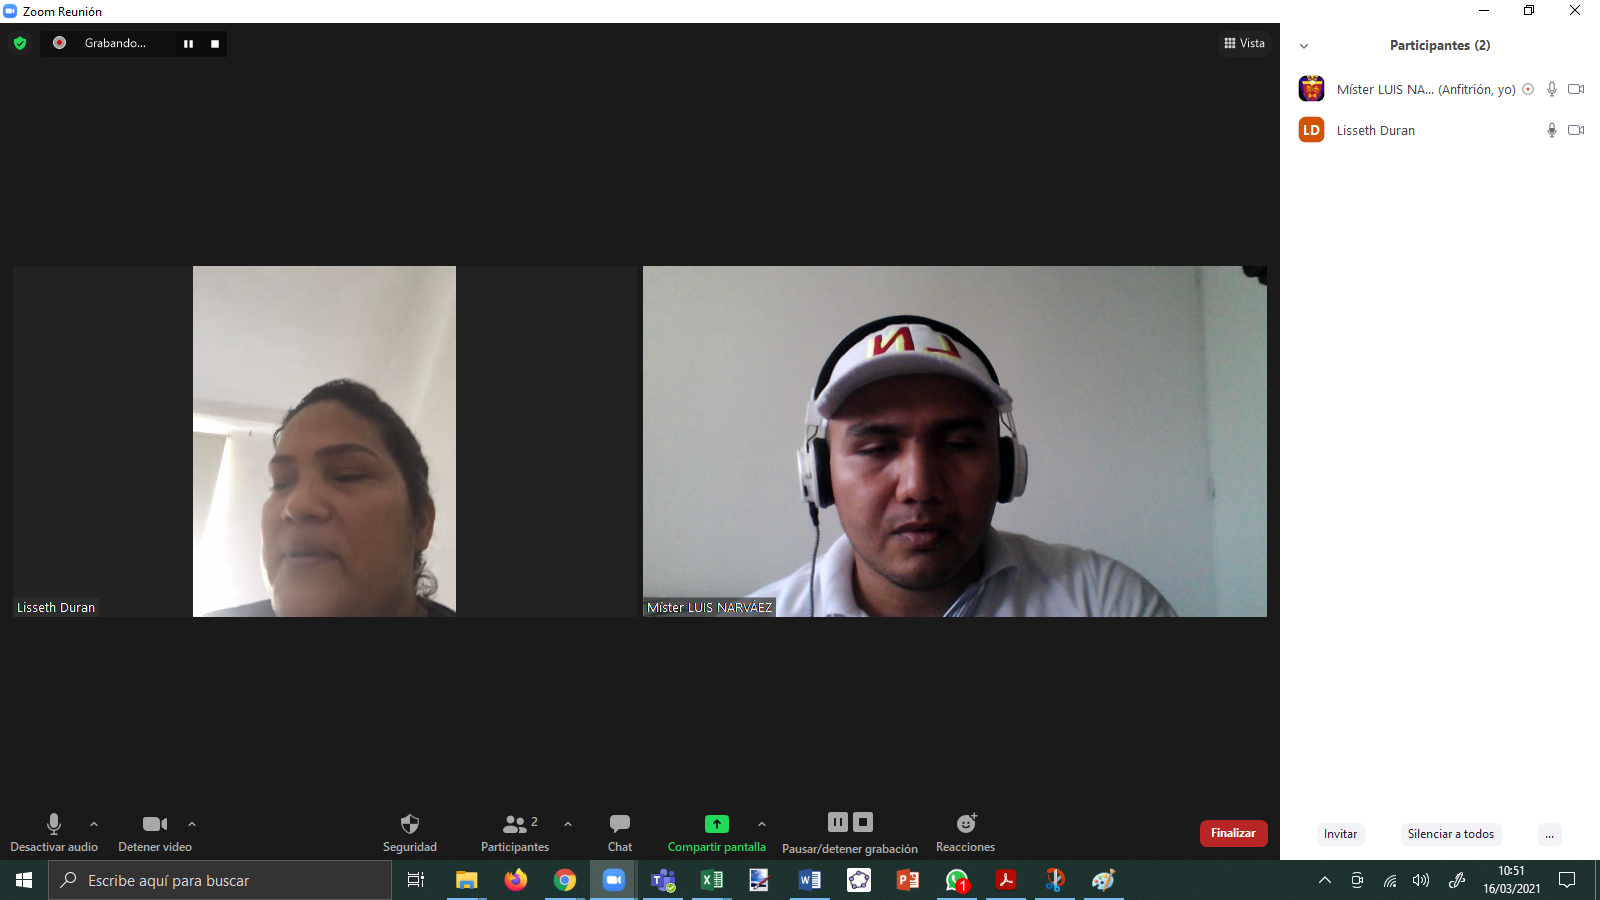 Zoom Reunión
Grabando...
Vista
Participantes (2)
Míster LUIS NA... (Anfitrión, yo)
LD
Lisseth Duran
Lisseth Duran
Míster LUIS NARVÁEZ
Desactivar audio
Detener video
Seguridad
2
Participantes
Chat
Compartir pantalla
Pausar/detener grabación
Reacciones
Finalizar
Invitar
Silenciar a todos
...
Escribe aquí para buscar
1
10:51
16/03/2021